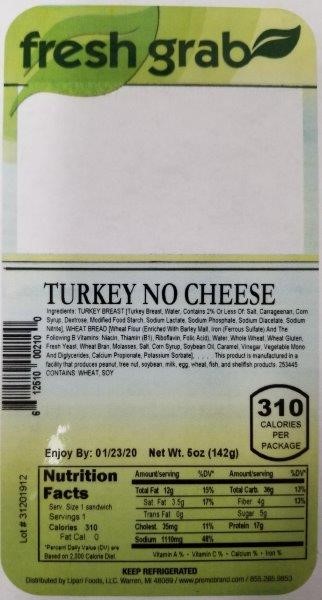 fresh grab
TURKEY NO CHEESE
Ingredients: TURKEY BREAST [Turkey Breast, Water, Contains 2% Or Less Of: Salt, Carrageenan, Corn
Syrup, Dextrose, Modified Food Starch, Sodium Lactate, Sodium Phosphate, Sodium Diacetate, Sodium
Nitrite], WHEAT BREAD [Wheat Flour (Enriched With Barley Malt, Iron (Ferrous Sulfate) And The
Following B Vitamins: Niacin, Thiamin (B1), Riboflavin, Folic Acid), Water, Whole Wheat, Wheat Gluten,
Fresh Yeast, Wheat Bran, Molasses, Salt, Corn Syrup, Soybean Oil, Caramel, Vinegar, Vegetable Mono
And Diglycerides, Calcium Propionate, Potassium Sorbate], . . . . This product is manufactured in a
facility that produces peanut, tree nut, soybean, milk, egg, wheat, fish, and shellfish products. 253445
CONTAINS: WHEAT, SOY
6 12510 00210 0
310
CALORIES
PER
PACKAGE
Enjoy By: 01/23/20 Net Wt. 5oz (142g)
Lot # 31201912
Nutrition
Facts
Serv. Size 1 sandwich
Servings 1
Calories 310
Fat Cal. 0
*Percent Daily Value (DV) are
Based on 2,000 Calorie Diet.
Amount/serving %DV* Amount/serving %DV*
Total Fat 12g 15% Total Carb. 36g 13%
Sat. Fat 3.5g 17% Fiber 4g 13%
Trans Fat 0g Sugar 5g
Cholest. 35mg 11% Protein 17g
Sodium 1110mg 48%
Vitamin A % • Vitamin C % • Calcium % • Iron %
KEEP REFRIGERATED
Distributed by Lipari Foods, LLC. Warren, MI 48089 / www.premobrand.com / 855.285.9853